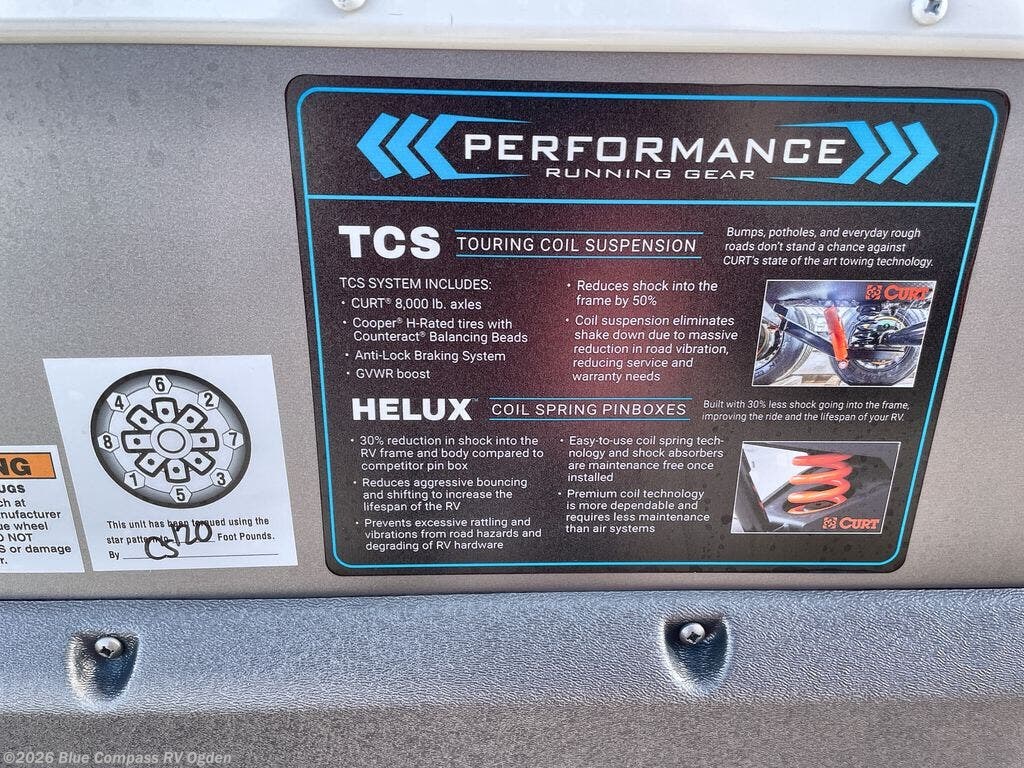 PERFORMANCE
RUNNING GEAR
TCS TOURING COIL SUSPENSION
Bumps, potholes, and everyday rough
roads don't stand a chance against
CURT's state of the art towing technology.
TCS SYSTEM INCLUDES:
• CURT® 8,000 lb. axles
• Cooper® H-Rated tires with
Counteract® Balancing Beads
• Anti-Lock Braking System
• GVWR boost
• Reduces shock into the
frame by 50%
• Coil suspension eliminates
shake down due to massive
reduction in road vibration,
reducing service and
warranty needs
CURT
HELUX™ COIL SPRING PINBOXES
Built with 30% less shock going into the frame,
improving the ride and the lifespan of your RV.
• 30% reduction in shock into the
RV frame and body compared to
competitor pin box
• Reduces aggressive bouncing
and shifting to increase the
lifespan of the RV
• Prevents excessive rattling and
vibrations from road hazards and
degrading of RV hardware
• Easy-to-use coil spring tech-
nology and shock absorbers
are maintenance free once
installed
• Premium coil technology
is more dependable and
requires less maintenance
than air systems
CURT
6
4 2
8 7
1 3
5
This unit has been torqued using the
star pattern to 120 Foot Pounds.
By CS
NG
UGS
ch at
nufacturer
ue wheel
O NOT
S or damage
r.
©2026 Blue Compass RV Ogden